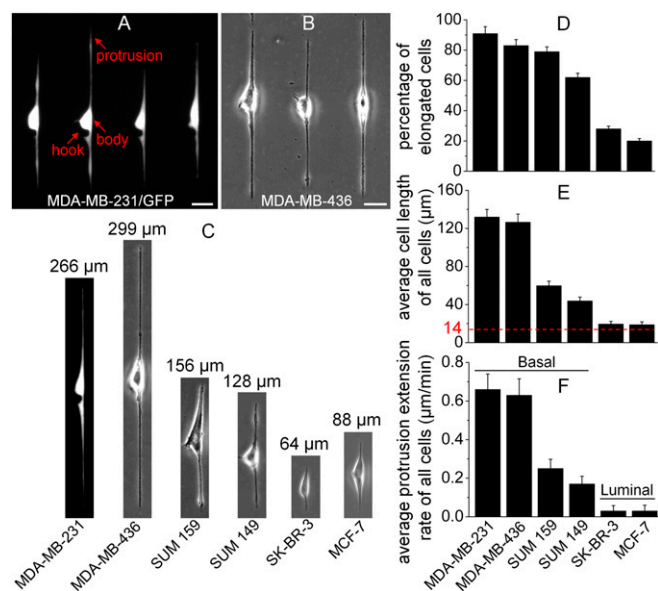 A
protrusion
hook
body
MDA-MB-231/GFP
B
MDA-MB-436
C
266 µm
299 µm
156 µm
128 µm
64 µm
88 µm
MDA-MB-231
MDA-MB-436
SUM 159
SUM 149
SK-BR-3
MCF-7
D
percentage of
elongated cells
100
80
60
40
20
0
E
average cell length
of all cells (µm)
160
120
80
40
14
0
F
average protrusion extension
rate of all cells (µm/min)
0.8
0.6
0.4
0.2
0.0
Basal
Luminal
MDA-MB-231
MDA-MB-436
SUM 159
SUM 149
SK-BR-3
MCF-7